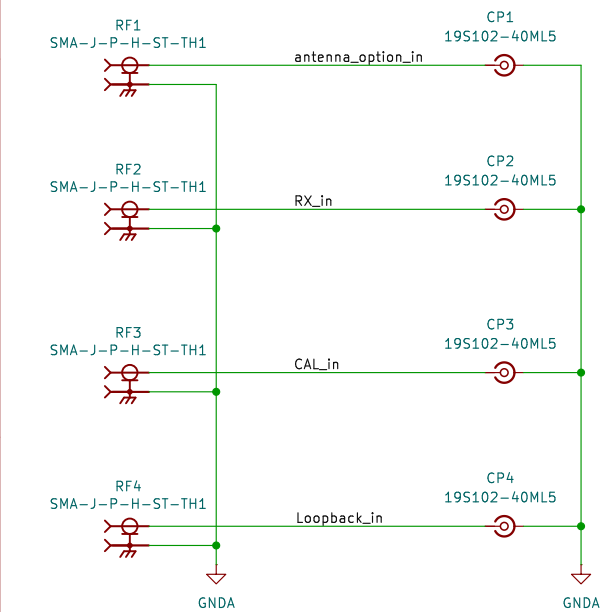 RF1
SMA-J-P-H-ST-TH1
antenna_option_in
CP1
19S102-40ML5
RF2
SMA-J-P-H-ST-TH1
RX_in
CP2
19S102-40ML5
RF3
SMA-J-P-H-ST-TH1
CAL_in
CP3
19S102-40ML5
RF4
SMA-J-P-H-ST-TH1
Loopback_in
CP4
19S102-40ML5
GNDA
GNDA